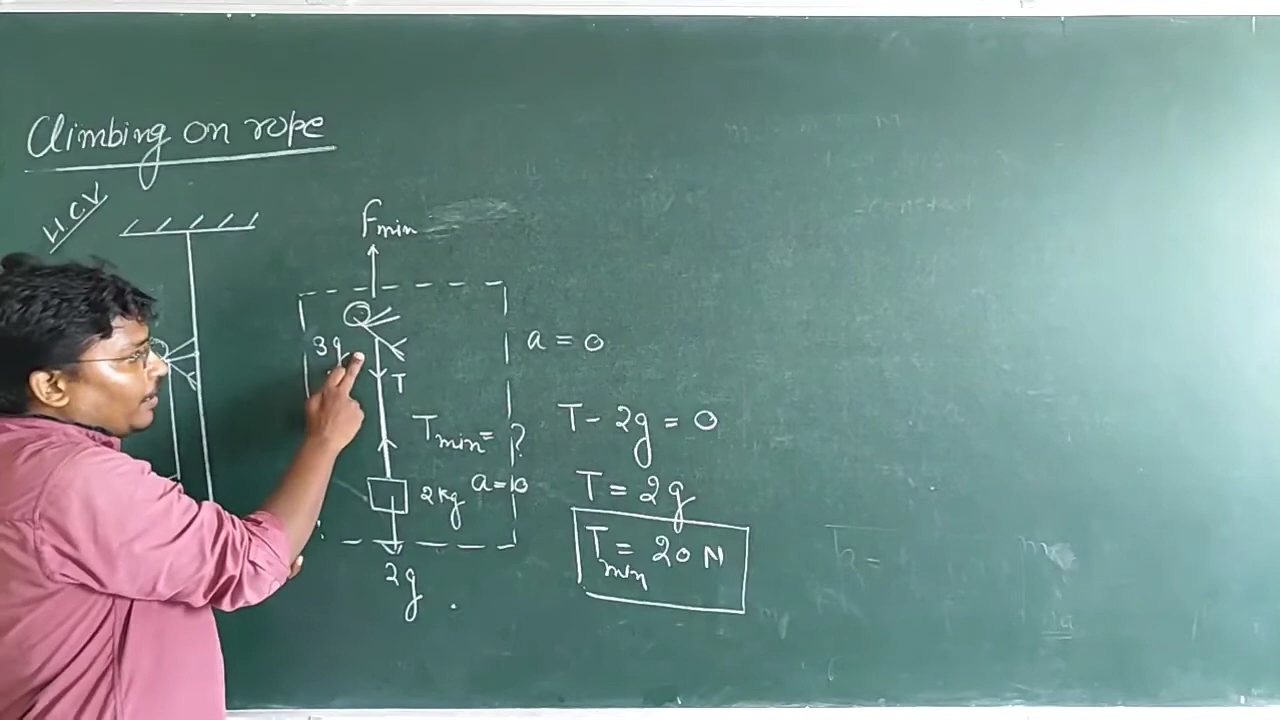 Climbing on rope
HCV
Fmin
3g
T
Tmin = ?
2kg a=0
2g
a = 0
T - 2g = 0
T = 2g
Tmin = 20 N